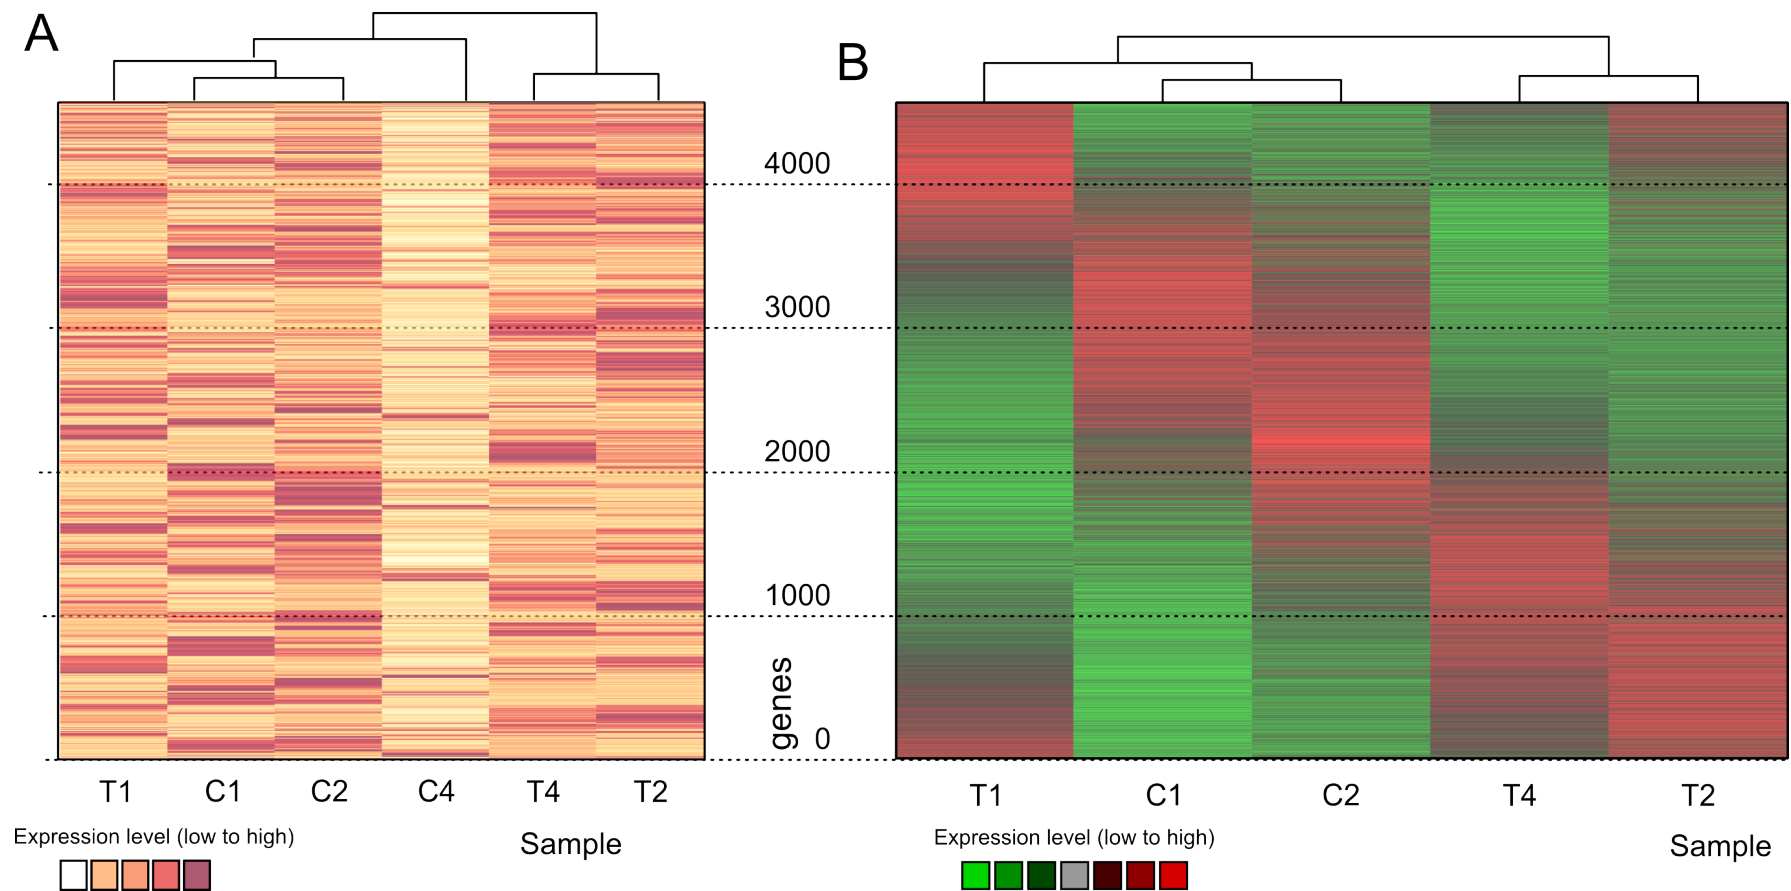 A
B
4000
3000
2000
1000
0
genes
T1 C1 C2 C4 T4 T2
T1 C1 C2 T4 T2
Expression level (low to high)
Sample
Expression level (low to high)
Sample